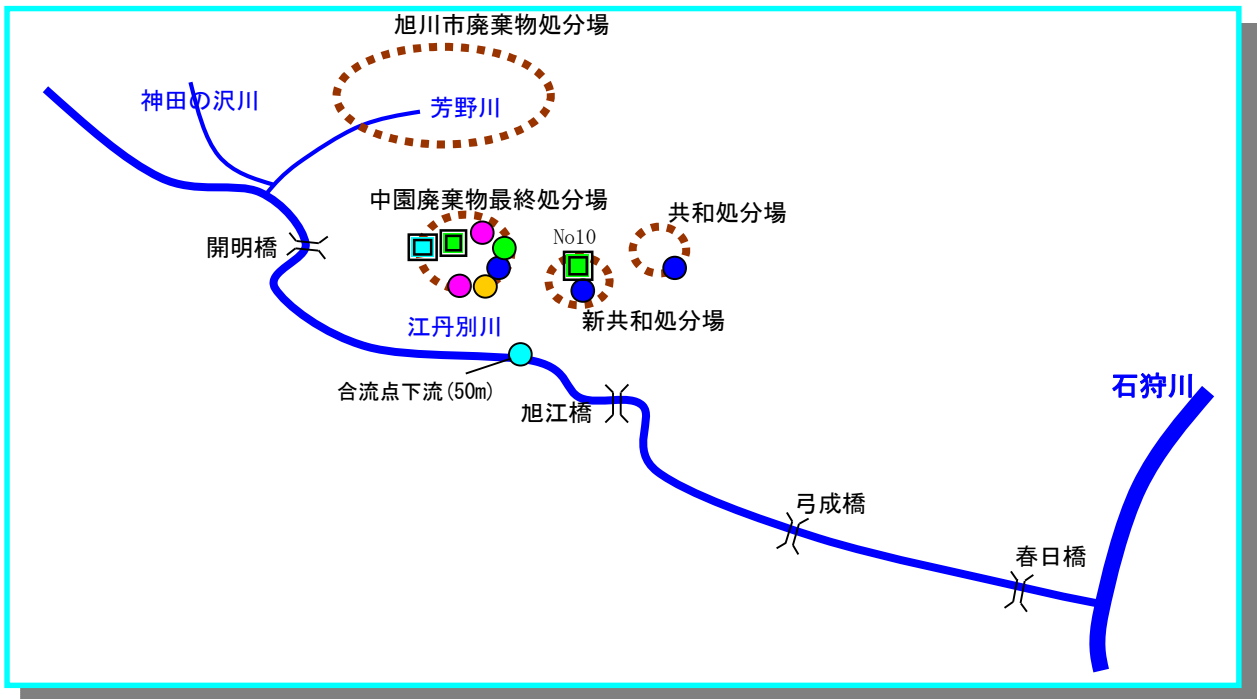 旭川市廃棄物処分場
神田の沢川
芳野川
中園廃棄物最終処分場
共和処分場
No10
開明橋
新共和処分場
江丹別川
合流点下流(50m)
旭江橋
石狩川
弓成橋
春日橋